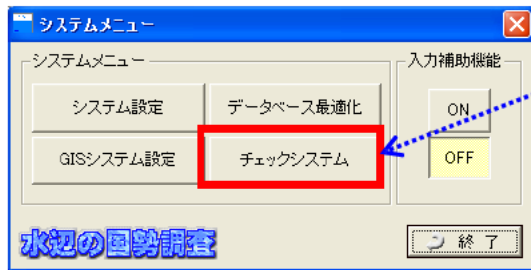 システムメニュー
システムメニュー
入力補助機能
システム設定
データベース最適化
ON
GISシステム設定
チェックシステム
OFF
水辺の国勢調査
終 了